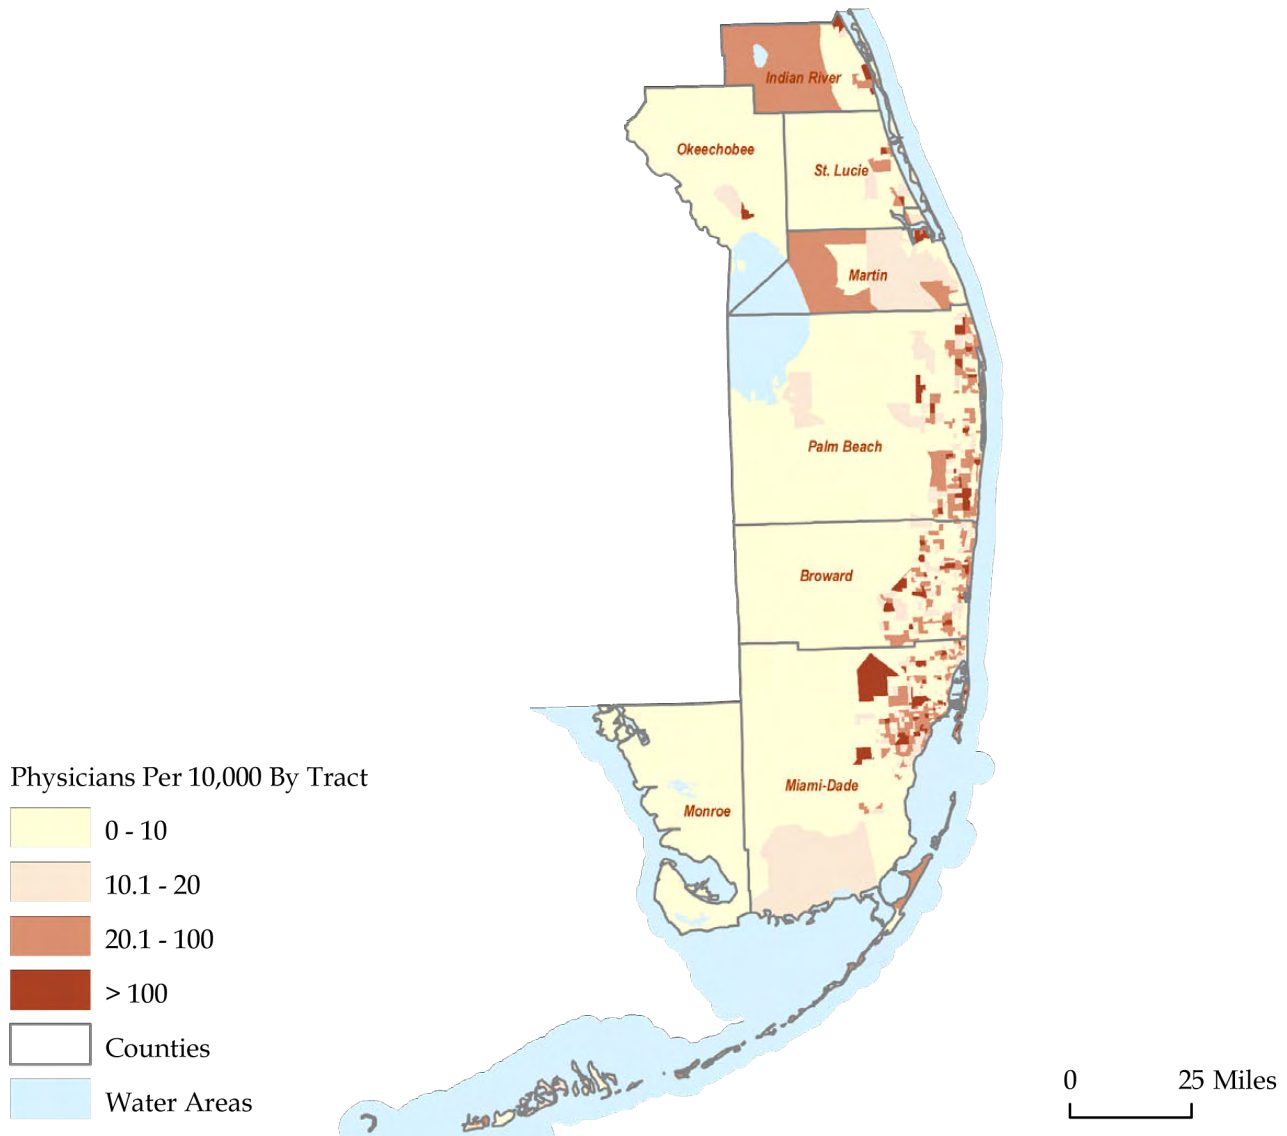 Indian River
Okeechobee
St. Lucie
Martin
Palm Beach
Broward
Miami-Dade
Monroe
Physicians Per 10,000 By Tract
0 - 10
10.1 - 20
20.1 - 100
> 100
Counties
Water Areas
0 25 Miles